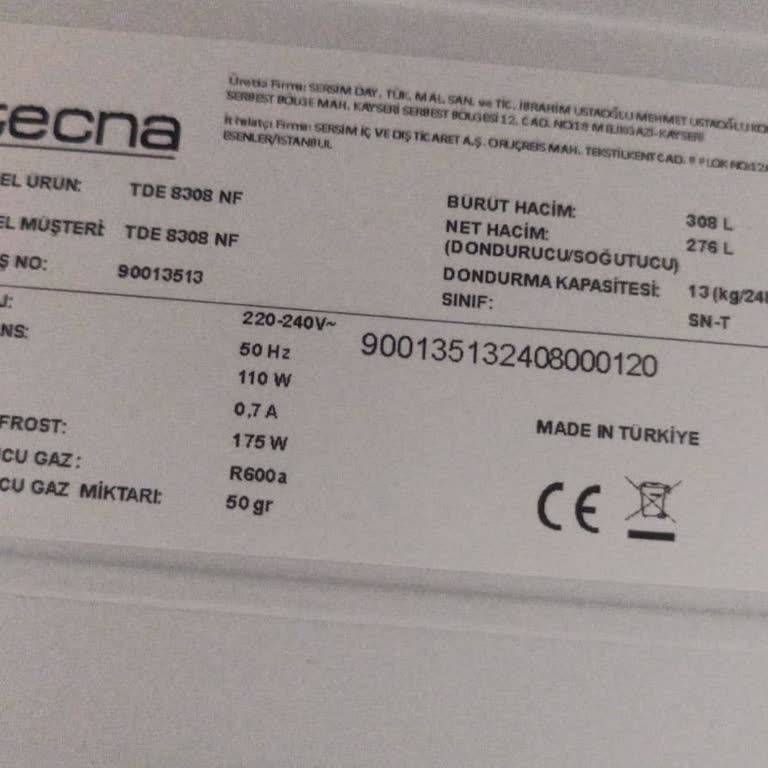 tecna
Üretici Firma: SERSİM DAY. TÜK. MAL. SAN. ve TİC. İBRAHİM USTAOĞLU MEHMET USTAOĞLU
SERBEST BÖLGE MAH. KAYSERİ SERBEST BÖLGESİ 12. CAD. NO:18 MELİKGAZİ-KAYSERİ
İthalatçı Firma: SERSİM İÇ VE DIŞ TİCARET A.Ş. ORUÇREİS MAH. TEKSTİLKENT CAD.
ESENLER/İSTANBUL
EL ÜRÜN: TDE 8308 NF
EL MÜŞTERİ: TDE 8308 NF
Ş NO: 90013513
BÜRÜT HACİM: 308 L
NET HACİM: 276 L
(DONDURUCU/SOĞUTUCU)
DONDURMA KAPASİTESİ: 13 (kg/24
SINIF: SN-T
J: 220-240V~
NS: 50 Hz
900135132408000120
110 W
0,7 A
FROST: 175 W
CU GAZ: R600a
CU GAZ MİKTARI: 50 gr
MADE IN TÜRKİYE
CE